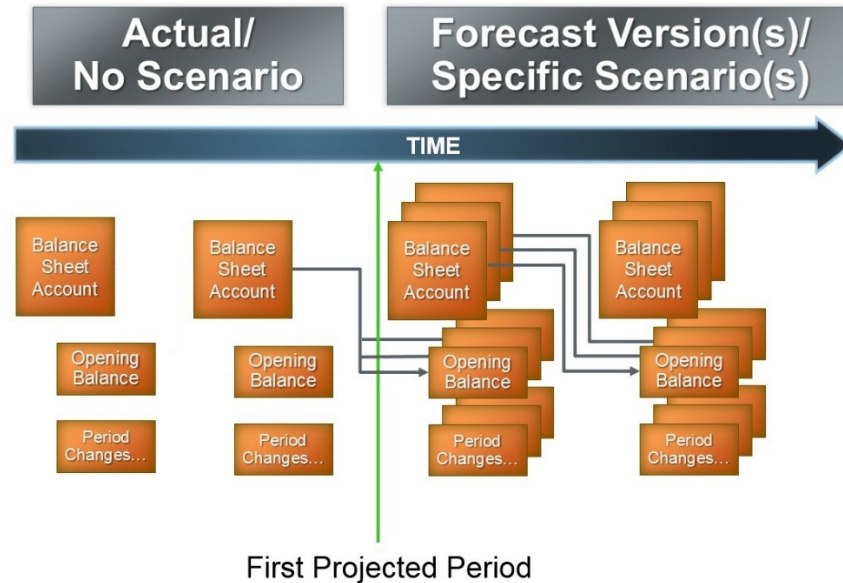 Actual/
No Scenario
Forecast Version(s)/
Specific Scenario(s)
TIME
Balance
Sheet
Account
Balance
Sheet
Account
Balance
Sheet
Account
Balance
Sheet
Account
Opening
Balance
Opening
Balance
Opening
Balance
Opening
Balance
Period
Changes…
Period
Changes…
Period
Changes…
Period
Changes…
First Projected Period